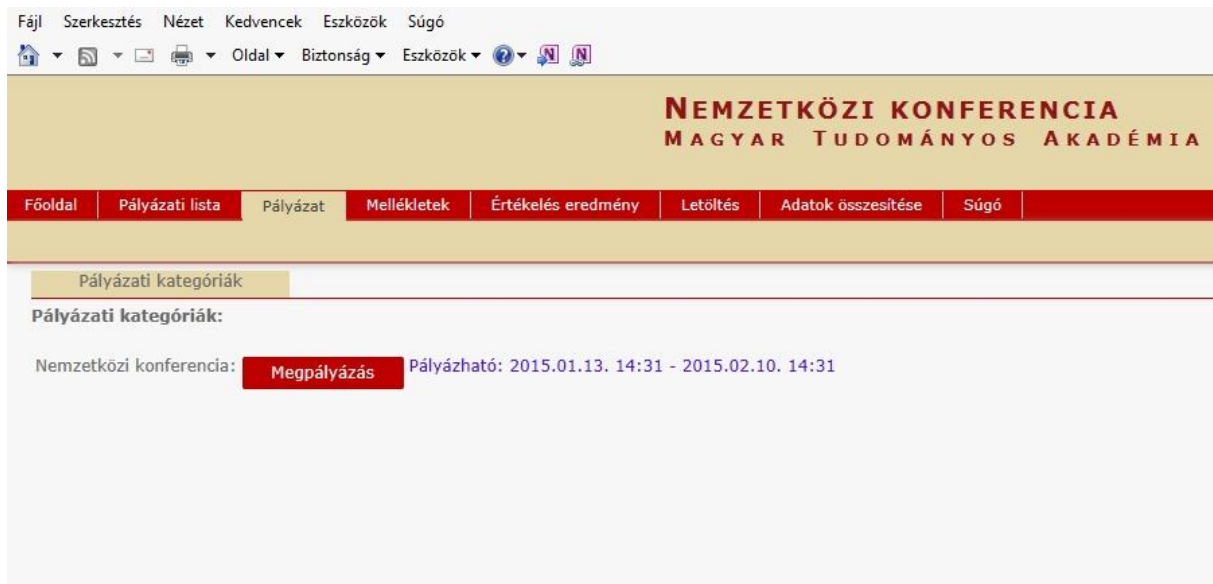 Fájl Szerkesztés Nézet Kedvencek Eszközök Súgó
Oldal Biztonság Eszközök
NEMZETKÖZI KONFERENCIA
MAGYAR TUDOMÁNYOS AKADÉMIA
Főoldal Pályázati lista Pályázat Mellékletek Értékelés eredmény Letöltés Adatok összesítése Súgó
Pályázati kategóriák
Pályázati kategóriák:
Nemzetközi konferencia: Megpályázás Pályázható: 2015.01.13. 14:31 - 2015.02.10. 14:31